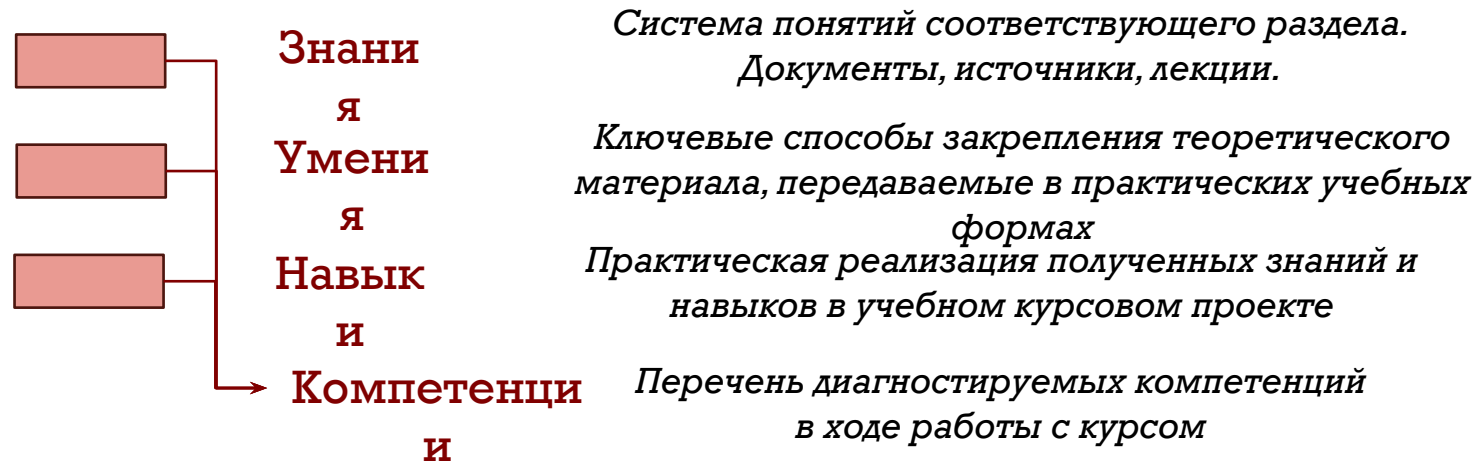 Знани
я
Система понятий соответствующего раздела.
Документы, источники, лекции.
Умени
я
Ключевые способы закрепления теоретического
материала, передаваемые в практических учебных
формах
Навык
и
Практическая реализация полученных знаний и
навыков в учебном курсовом проекте
Компетенци
и
Перечень диагностируемых компетенций
в ходе работы с курсом